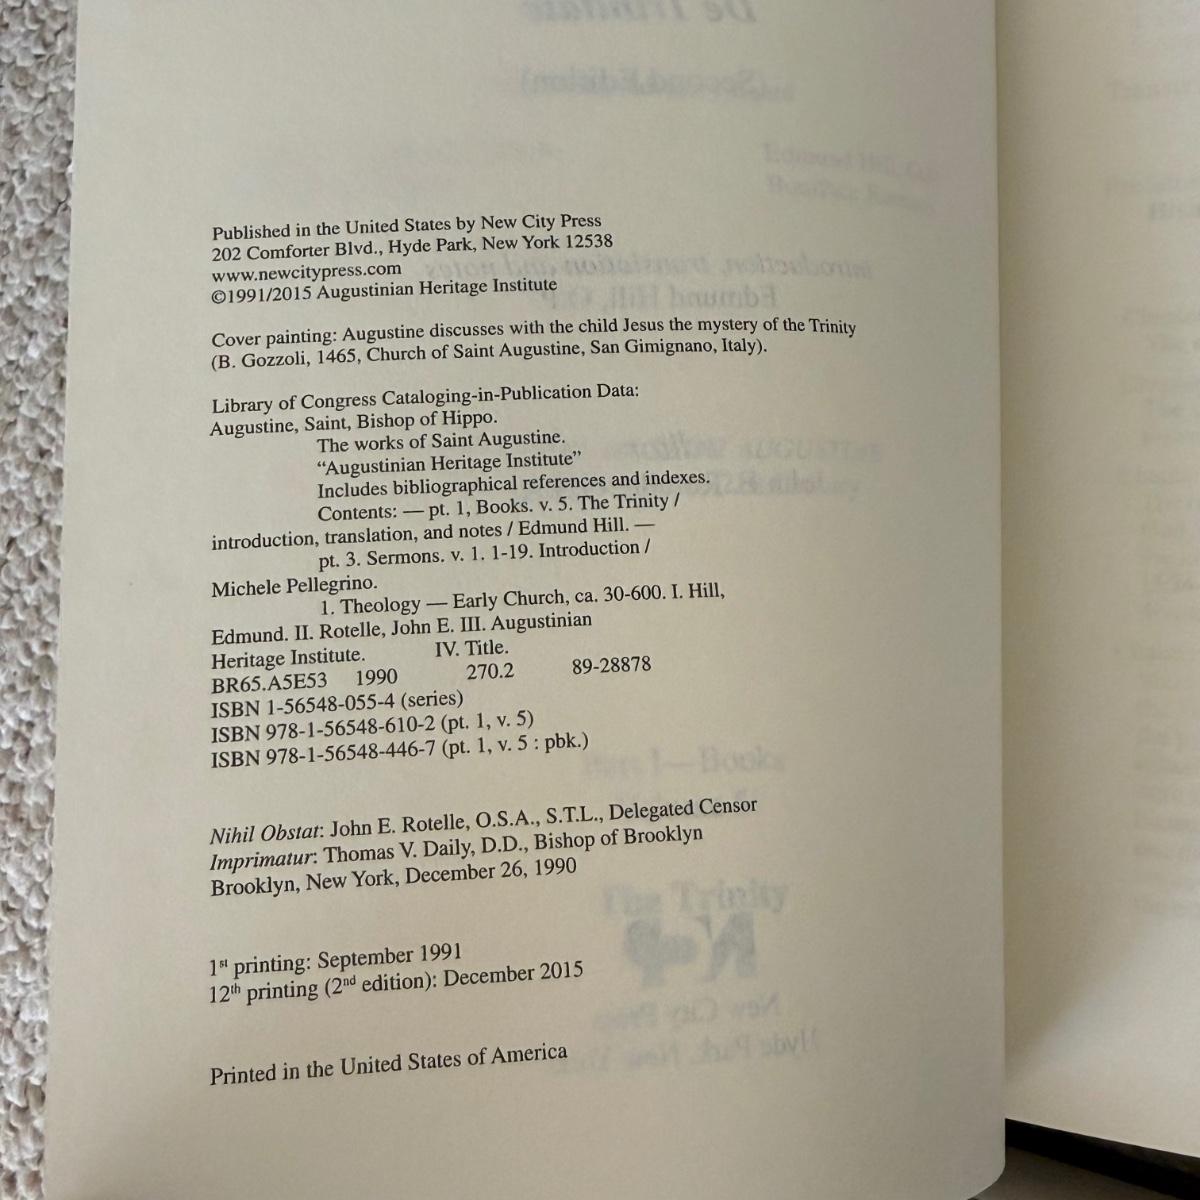 Published in the United States by New City Press
202 Comforter Blvd., Hyde Park, New York 12538
www.newcitypress.com
©1991/2015 Augustinian Heritage Institute
Cover painting: Augustine discusses with the child Jesus the mystery of the Trinity
(B. Gozzoli, 1465, Church of Saint Augustine, San Gimignano, Italy).
Library of Congress Cataloging-in-Publication Data:
Augustine, Saint, Bishop of Hippo.
The works of Saint Augustine.
“Augustinian Heritage Institute”
Includes bibliographical references and indexes.
Contents: — pt. 1, Books. v. 5. The Trinity /
introduction, translation, and notes / Edmund Hill. —
pt. 3. Sermons. v. 1. 1-19. Introduction /
Michele Pellegrino.
1. Theology — Early Church, ca. 30-600. I. Hill,
Edmund. II. Rotelle, John E. III. Augustinian
Heritage Institute. IV. Title.
BR65.A5E53 1990 270.2 89-28878
ISBN 1-56548-055-4 (series)
ISBN 978-1-56548-610-2 (pt. 1, v. 5)
ISBN 978-1-56548-446-7 (pt. 1, v. 5 : pbk.)
Nihil Obstat: John E. Rotelle, O.S.A., S.T.L., Delegated Censor
Imprimatur: Thomas V. Daily, D.D., Bishop of Brooklyn
Brooklyn, New York, December 26, 1990
1st printing: September 1991
12th printing (2nd edition): December 2015
Printed in the United States of America